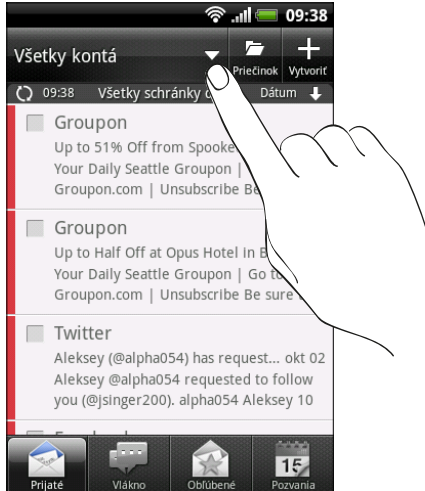 09:38
Všetky kontá
Priečinok
Vytvoriť
09:38 Všetky schránky Dátum
Groupon
Up to 51% Off from
Your Daily Seattle Groupon |
Groupon.com | Unsubscribe
Groupon
Up to Half Off at Opus Hotel in
Your Daily Seattle Groupon | Go
Groupon.com | Unsubscribe Be sure
Twitter
Aleksey (@alpha054) has request... okt 02
Aleksey @alpha054 requested to follow
you (@jsinger200). alpha054 Aleksey 10
15
Prijaté
Vlákno
Obľúbené
Pozvania